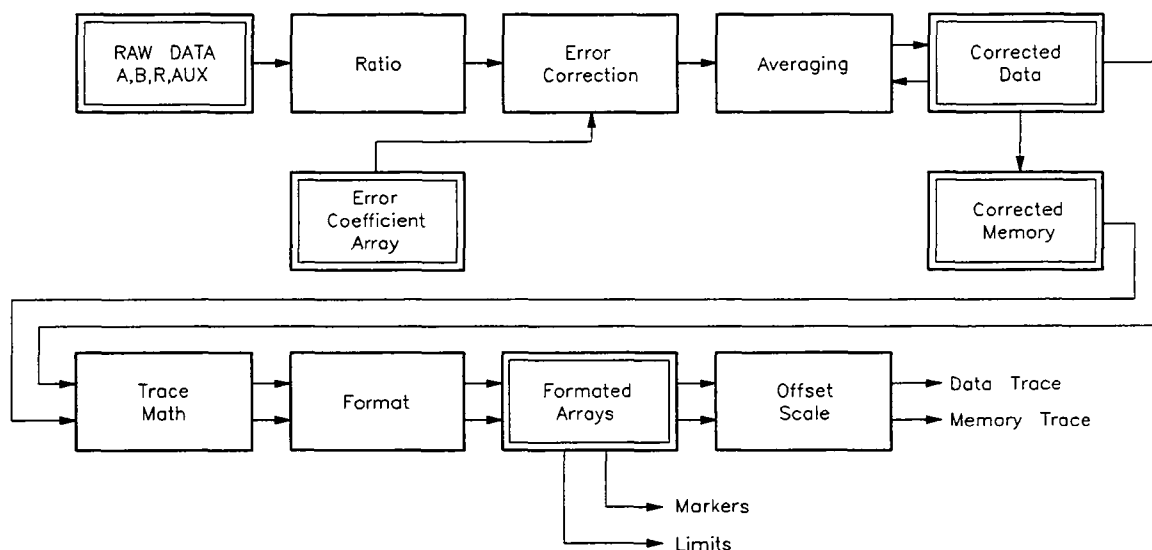 RAW DATA
A,B,R,AUX
Ratio
Error
Correction
Averaging
Corrected
Data
Error
Coefficient
Array
Corrected
Memory
Trace
Math
Format
Formated
Arrays
Offset
Scale
Data Trace
Memory Trace
Markers
Limits